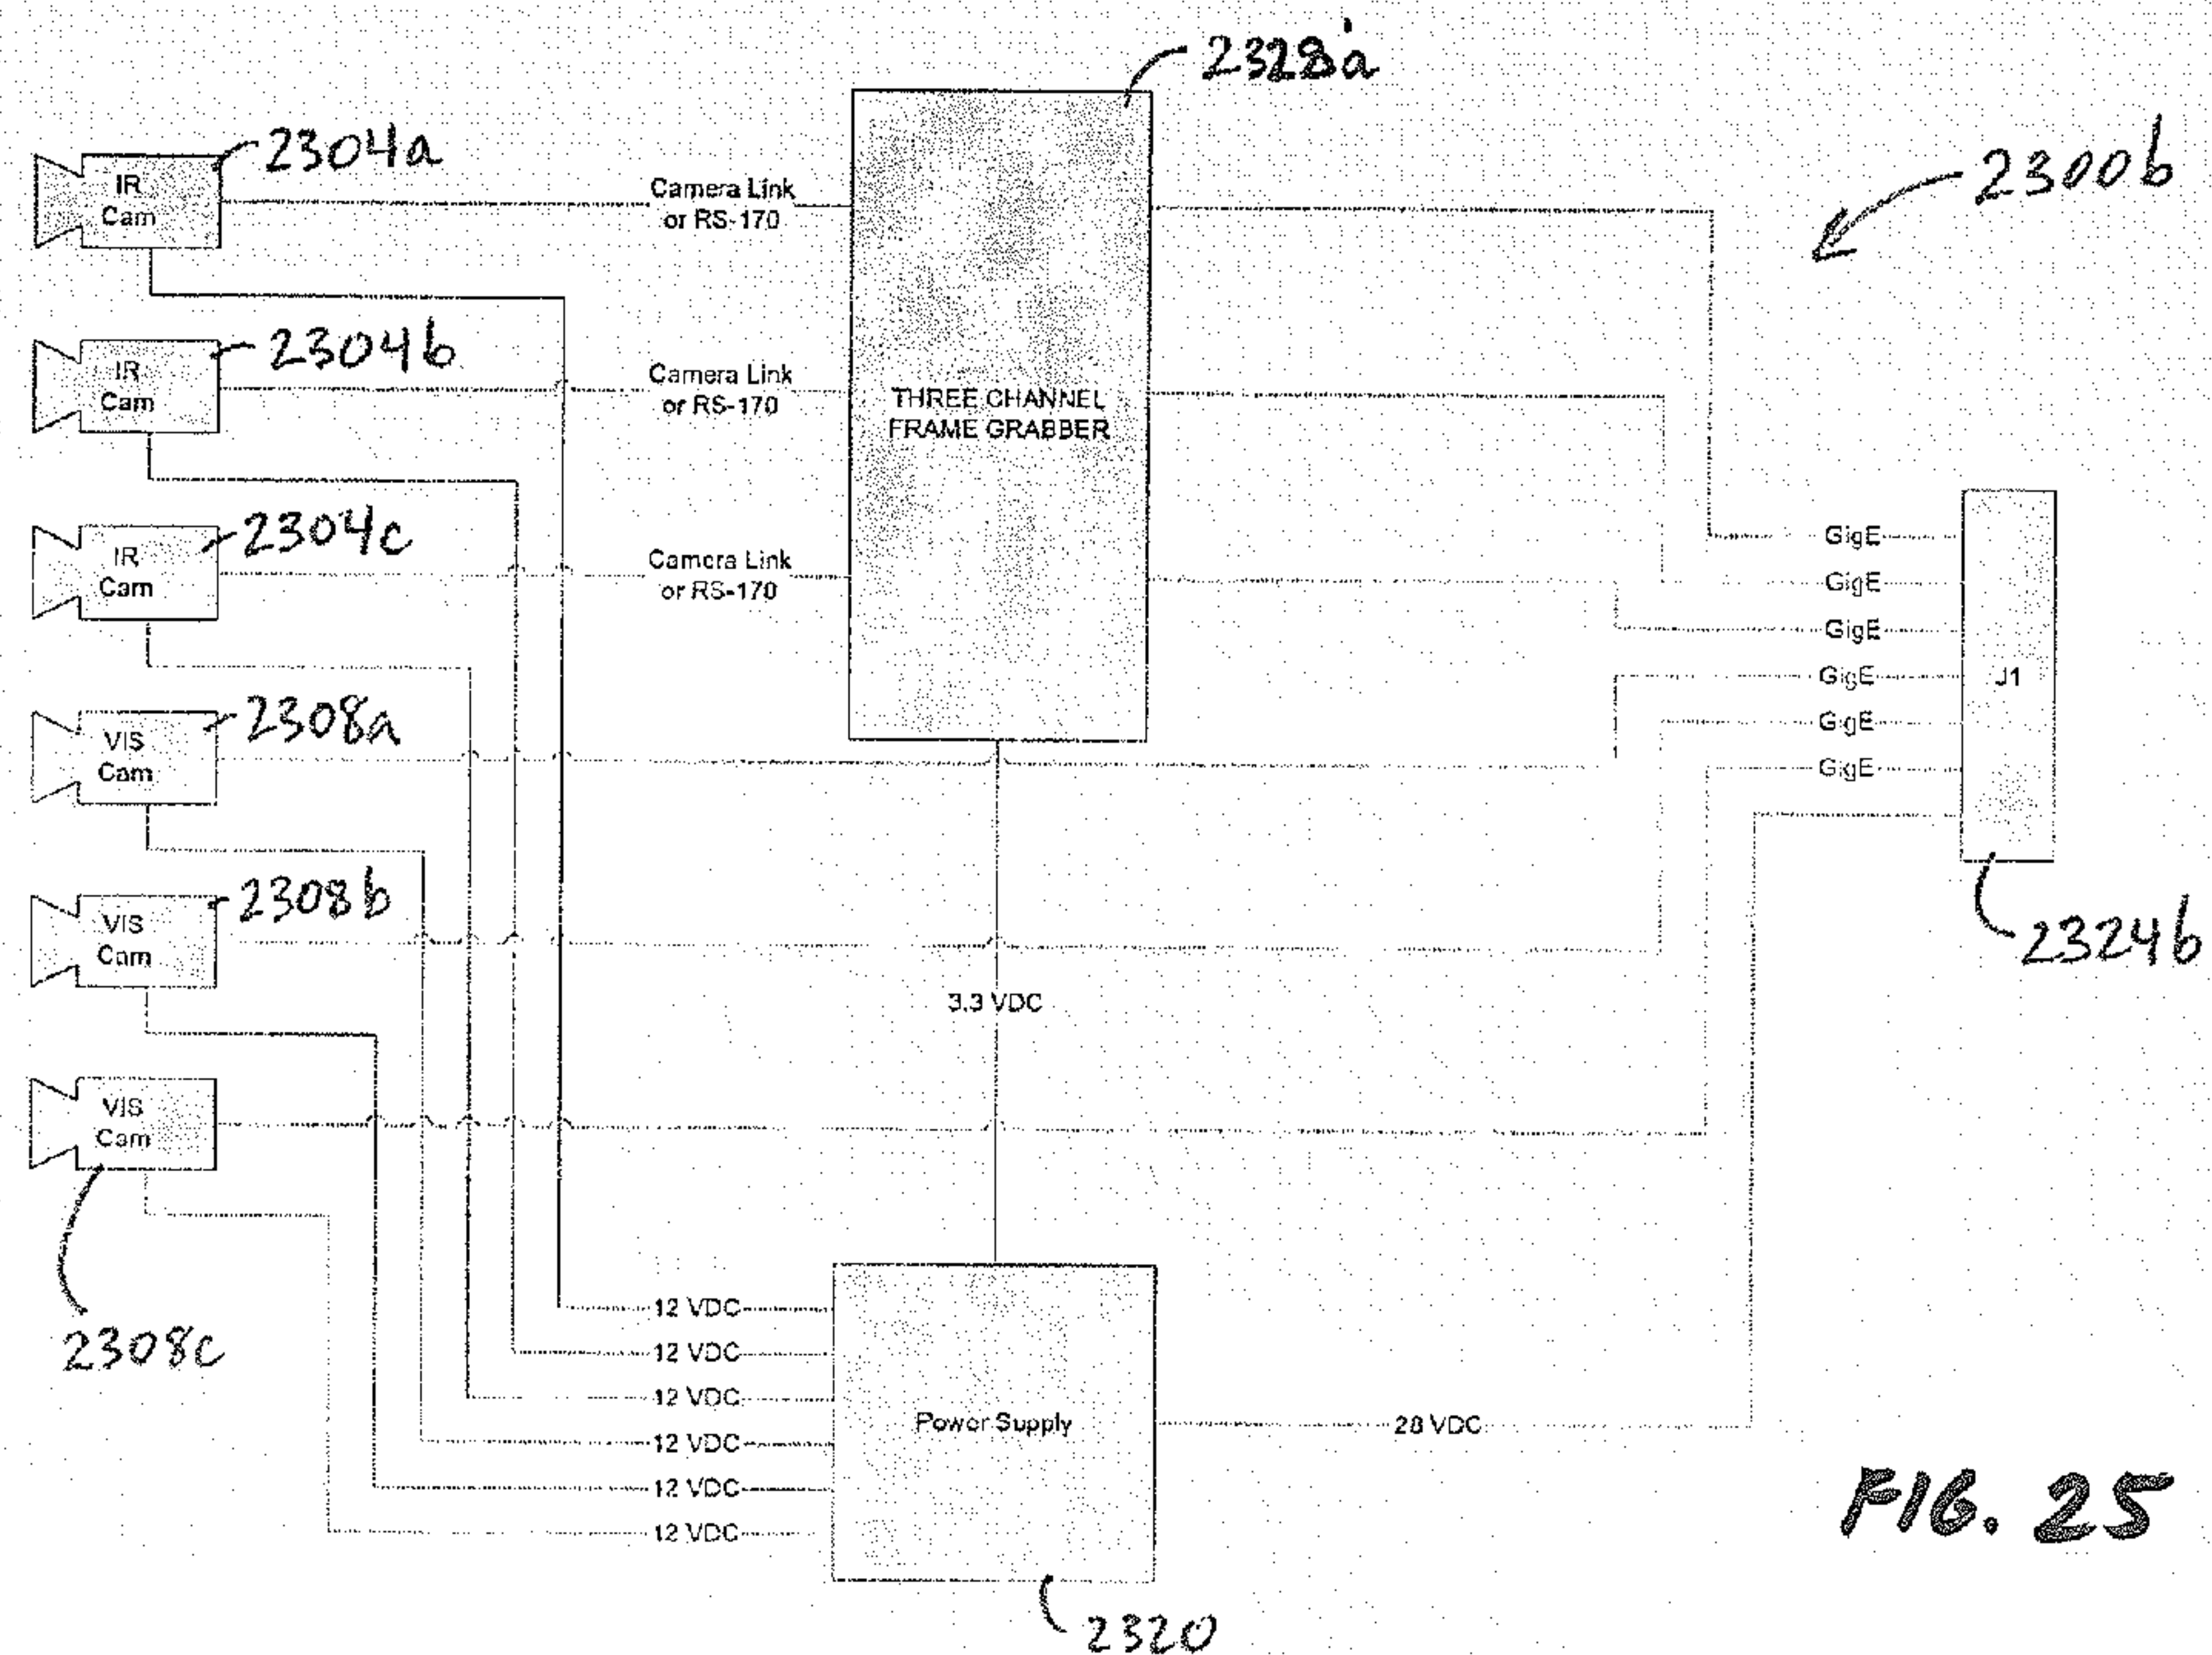 2328a
2304a
IR
Cam
Camera Link
or RS-170
2300b
2304b
IR
Cam
Camera Link
or RS-170
THREE CHANNEL
FRAME GRABBER
2304c
IR
Cam
Camera Link
or RS-170
GigE
GigE
GigE
GigE
GigE
GigE
J1
2308a
VIS
Cam
2308b
VIS
Cam
2324b
3.3 VDC
VIS
Cam
2308c
12 VDC
12 VDC
12 VDC
12 VDC
12 VDC
12 VDC
Power Supply
28 VDC
2320
FIG. 25